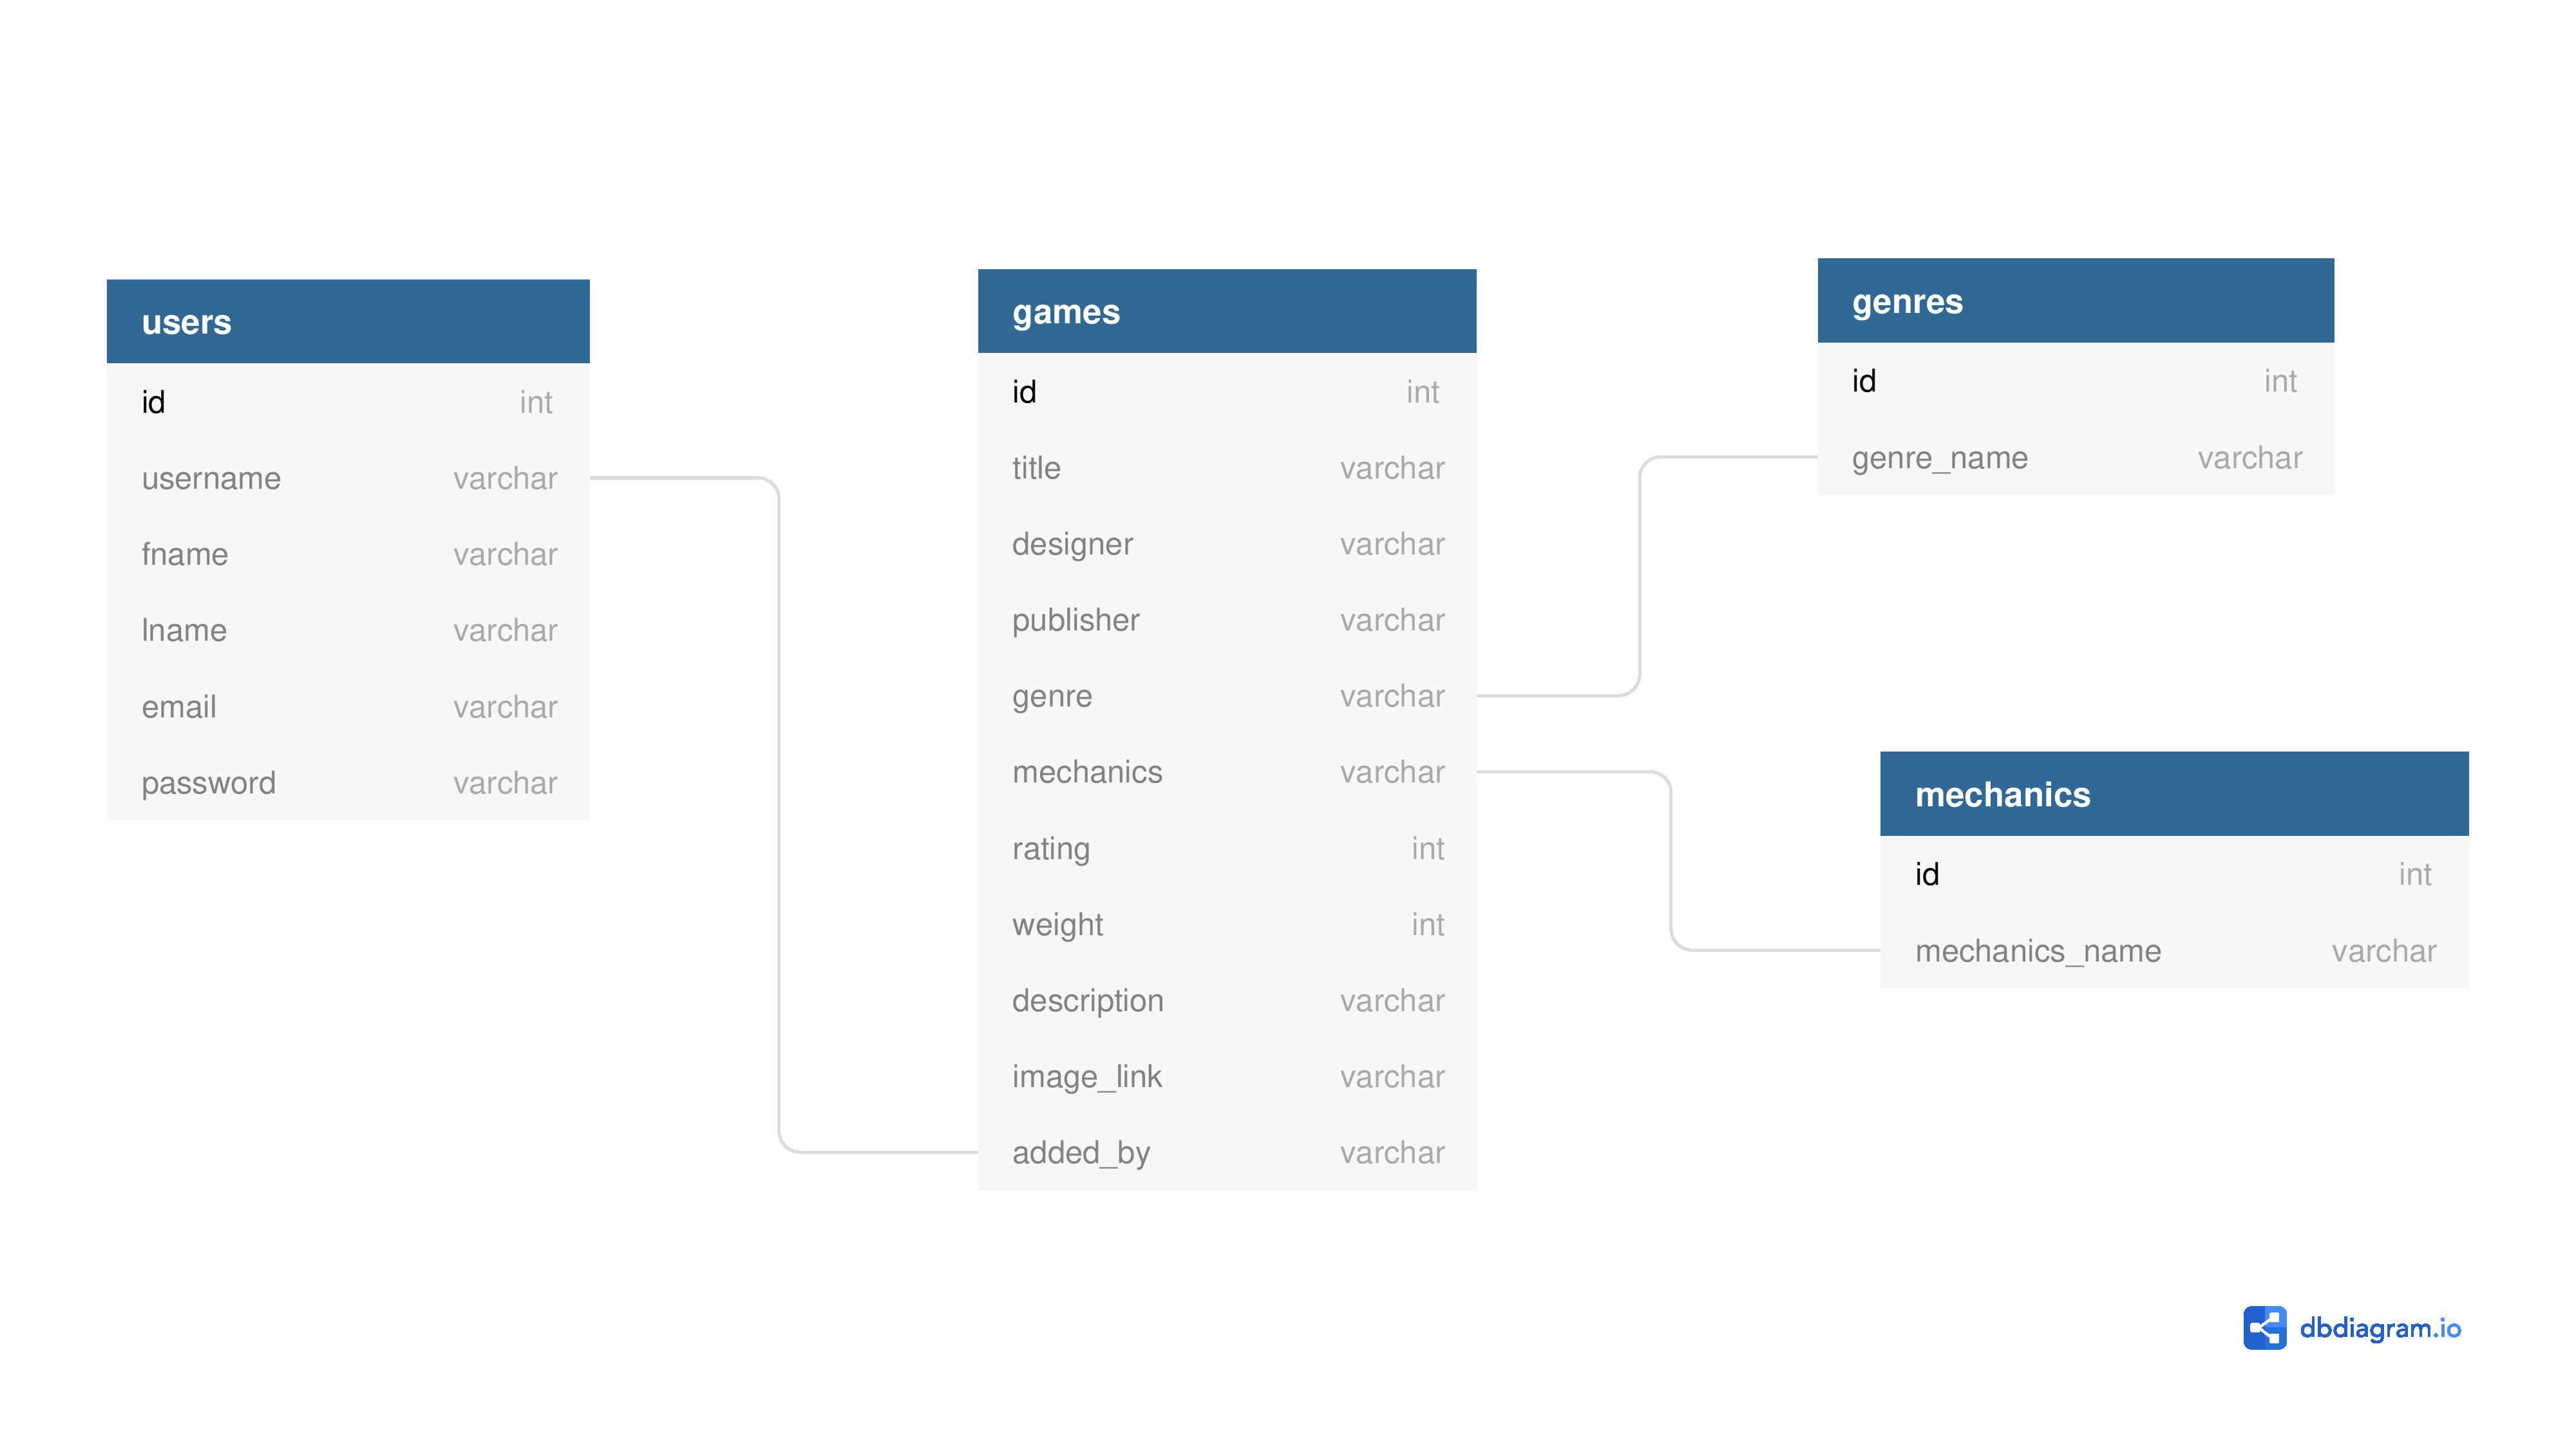 users
id int
username varchar
fname varchar
lname varchar
email varchar
password varchar
games
id int
title varchar
designer varchar
publisher varchar
genre varchar
mechanics varchar
rating int
weight int
description varchar
image_link varchar
added_by varchar
genres
id int
genre_name varchar
mechanics
id int
mechanics_name varchar
dbdiagram.io